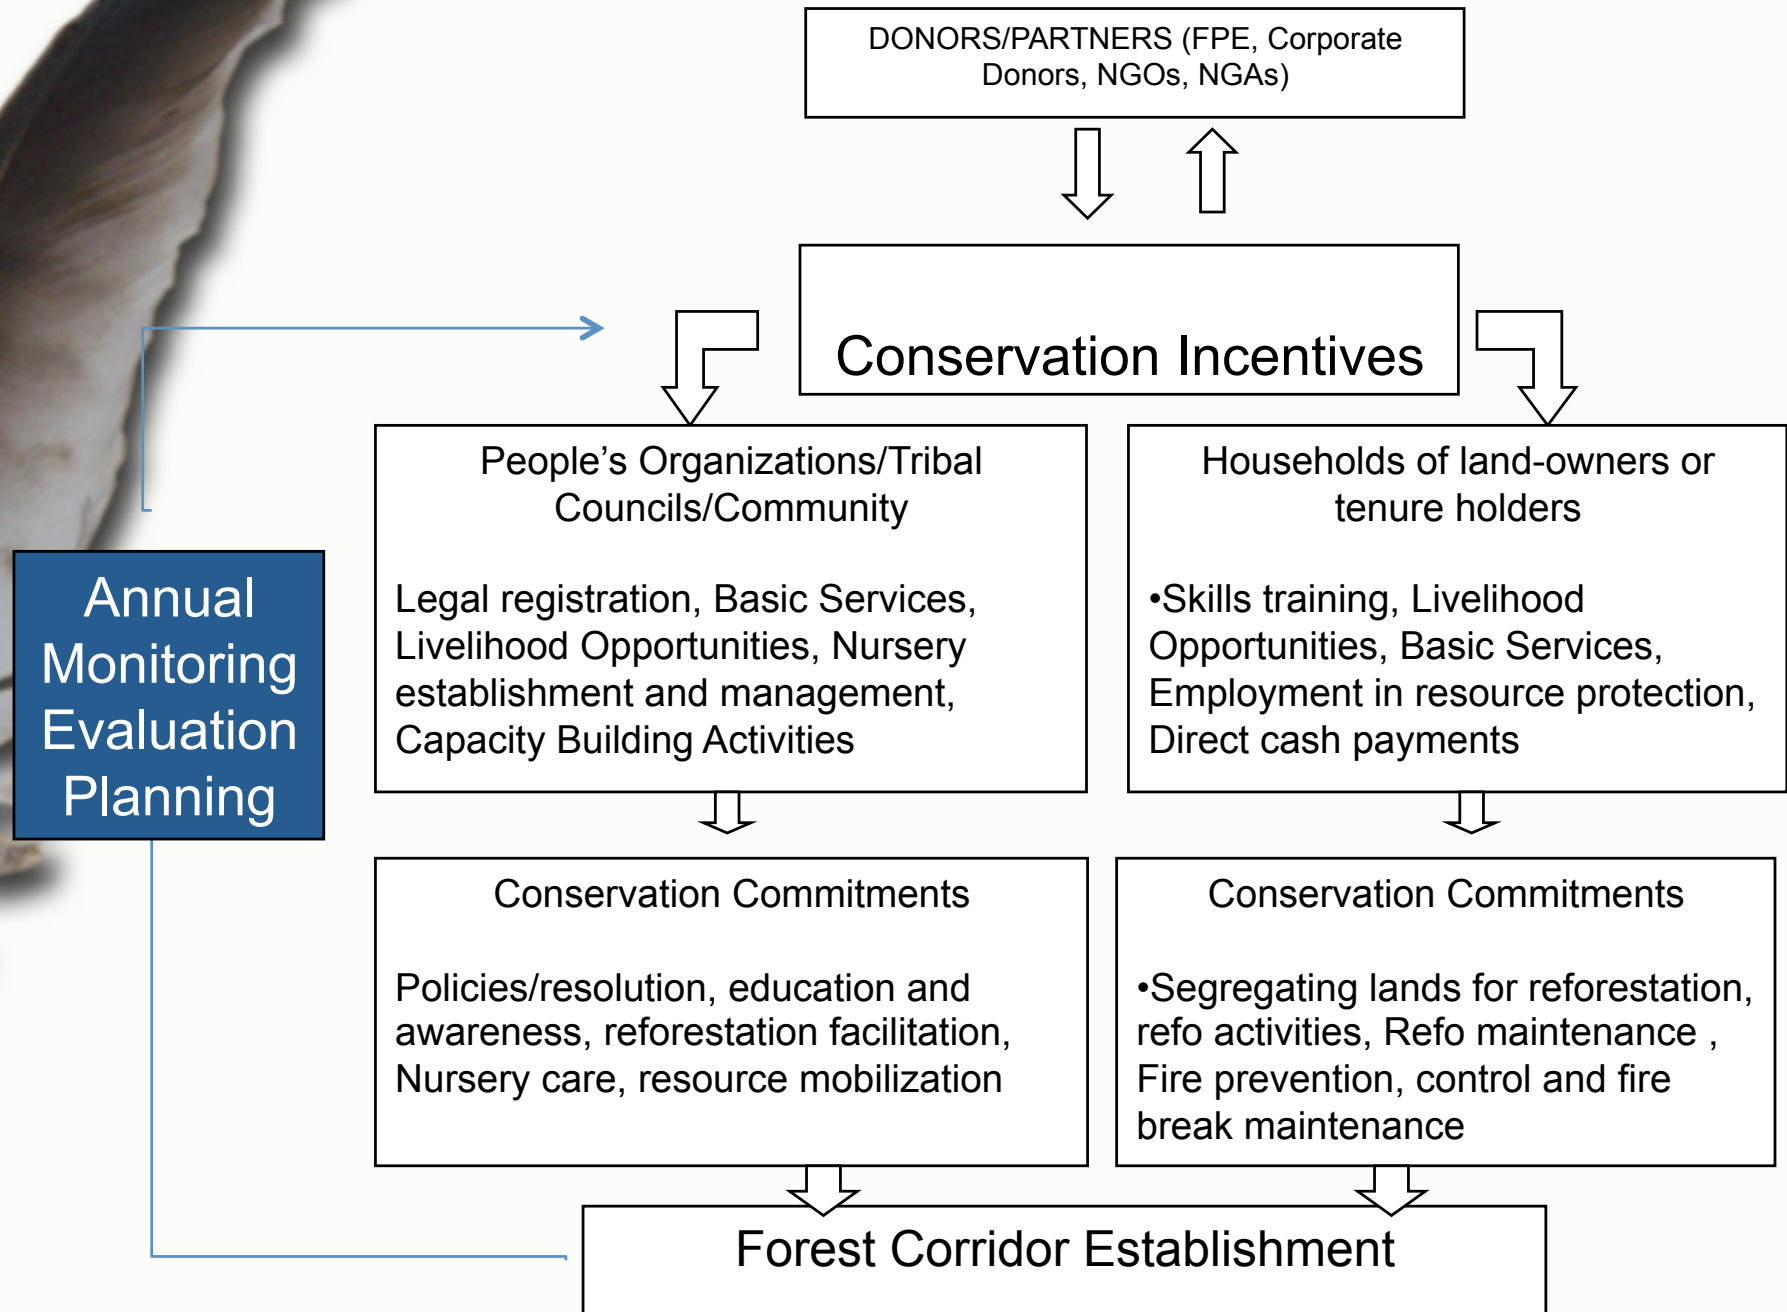 DONORS/PARTNERS (FPE, Corporate
Donors, NGOs, NGAs)
Conservation Incentives
People’s Organizations/Tribal
Councils/Community
Legal registration, Basic Services,
Livelihood Opportunities, Nursery
establishment and management,
Capacity Building Activities
Households of land-owners or
tenure holders
•Skills training, Livelihood
Opportunities, Basic Services,
Employment in resource protection,
Direct cash payments
Annual
Monitoring
Evaluation
Planning
Conservation Commitments
Policies/resolution, education and
awareness, reforestation facilitation,
Nursery care, resource mobilization
Conservation Commitments
•Segregating lands for reforestation,
refo activities, Refo maintenance ,
Fire prevention, control and fire
break maintenance
Forest Corridor Establishment